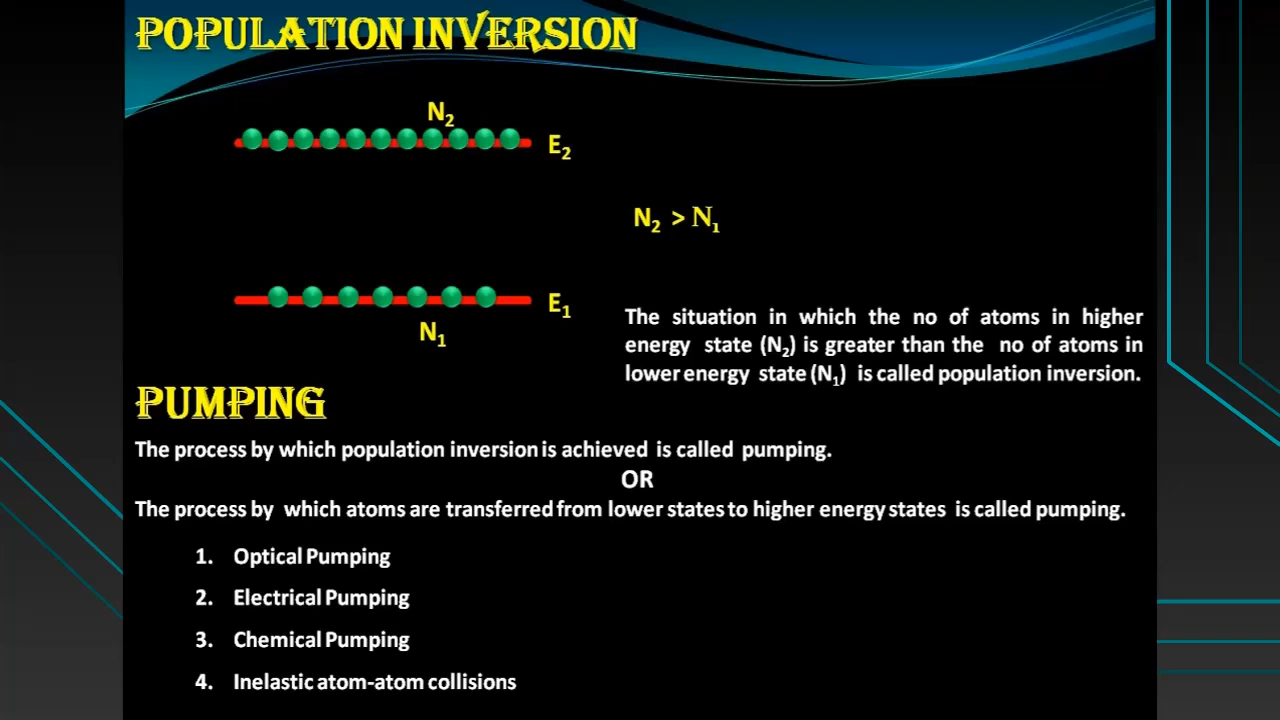 POPULATION INVERSION
N₂
E₂
N₂ > N₁
E₁
N₁
The situation in which the no of atoms in higher
energy state (N₂) is greater than the no of atoms in
lower energy state (N₁) is called population inversion.
PUMPING
The process by which population inversion is achieved is called pumping.
OR
The process by which atoms are transferred from lower states to higher energy states is called pumping.
1. Optical Pumping
2. Electrical Pumping
3. Chemical Pumping
4. Inelastic atom-atom collisions